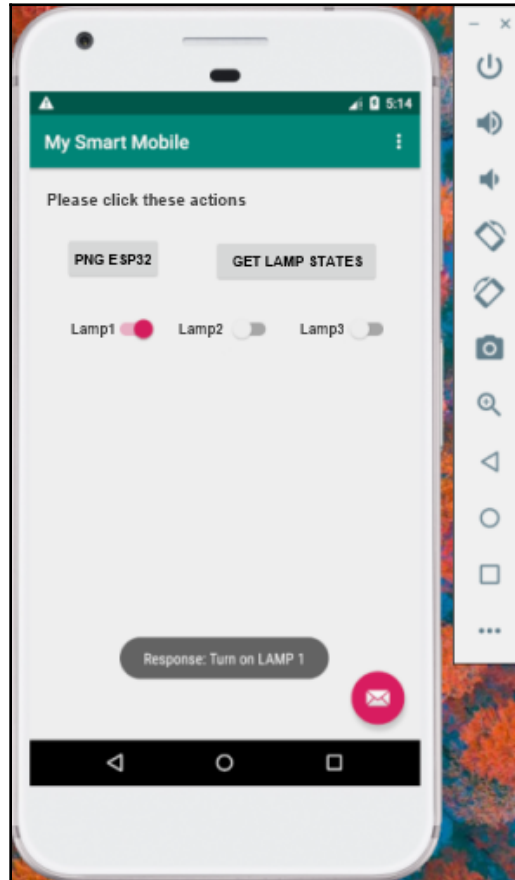 5:14
My Smart Mobile
Please click these actions
PNG ESP32 GET LAMP STATES
Lamp1 Lamp2 Lamp3
Response: Turn on LAMP 1